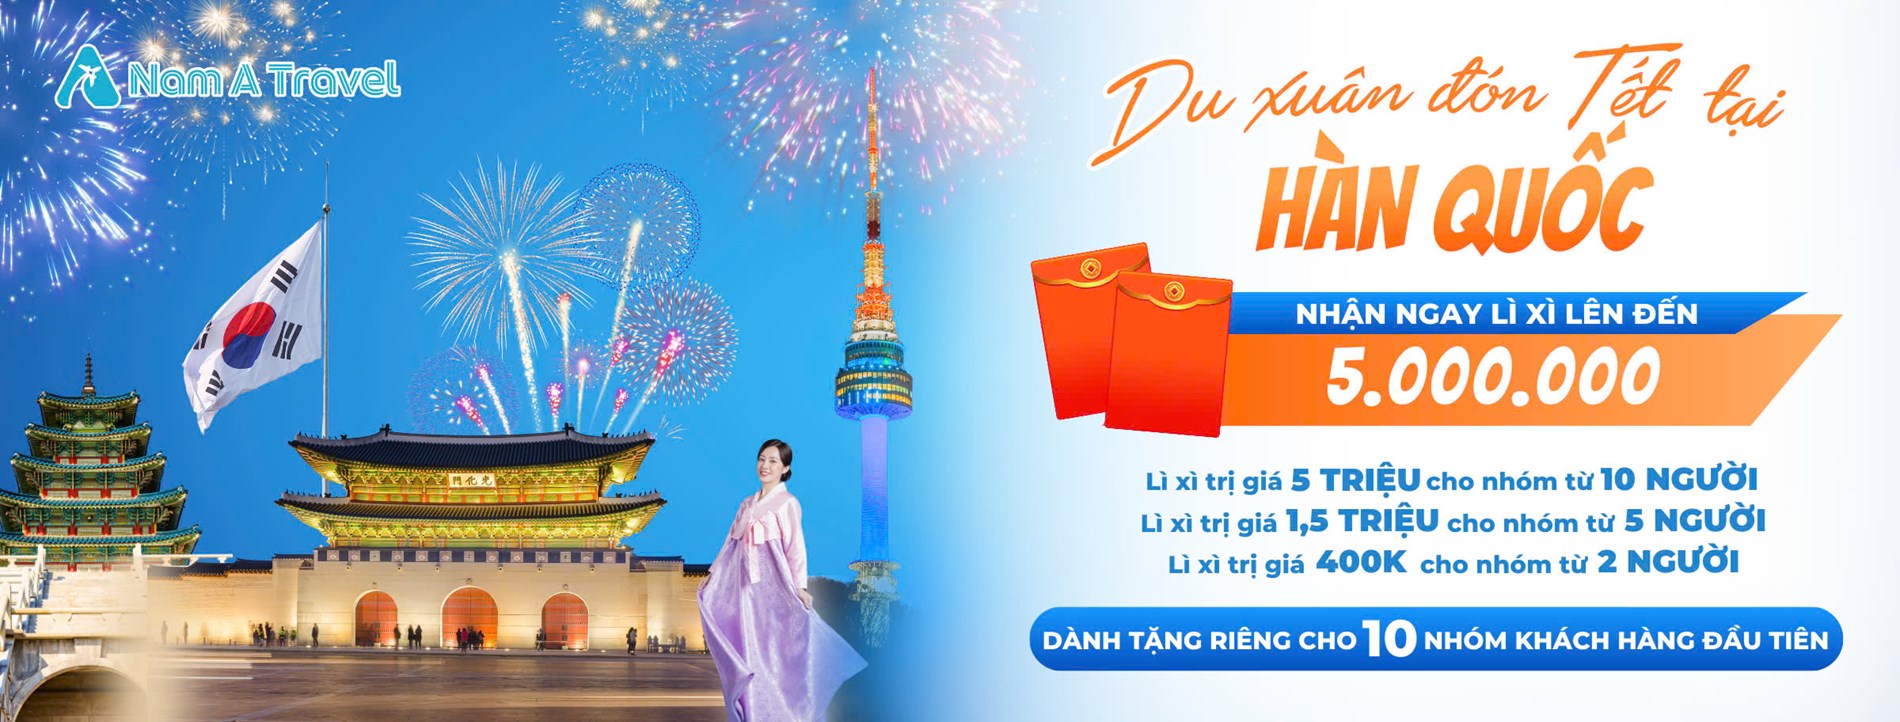 Nam A Travel
Du xuân đón Tết tại
HÀN QUỐC
NHẬN NGAY LÌ XÌ LÊN ĐẾN
5.000.000
Lì xì trị giá 5 TRIỆU cho nhóm từ 10 NGƯỜI
Lì xì trị giá 1,5 TRIỆU cho nhóm từ 5 NGƯỜI
Lì xì trị giá 400K cho nhóm từ 2 NGƯỜI
DÀNH TẶNG RIÊNG CHO 10 NHÓM KHÁCH HÀNG ĐẦU TIÊN
門化光